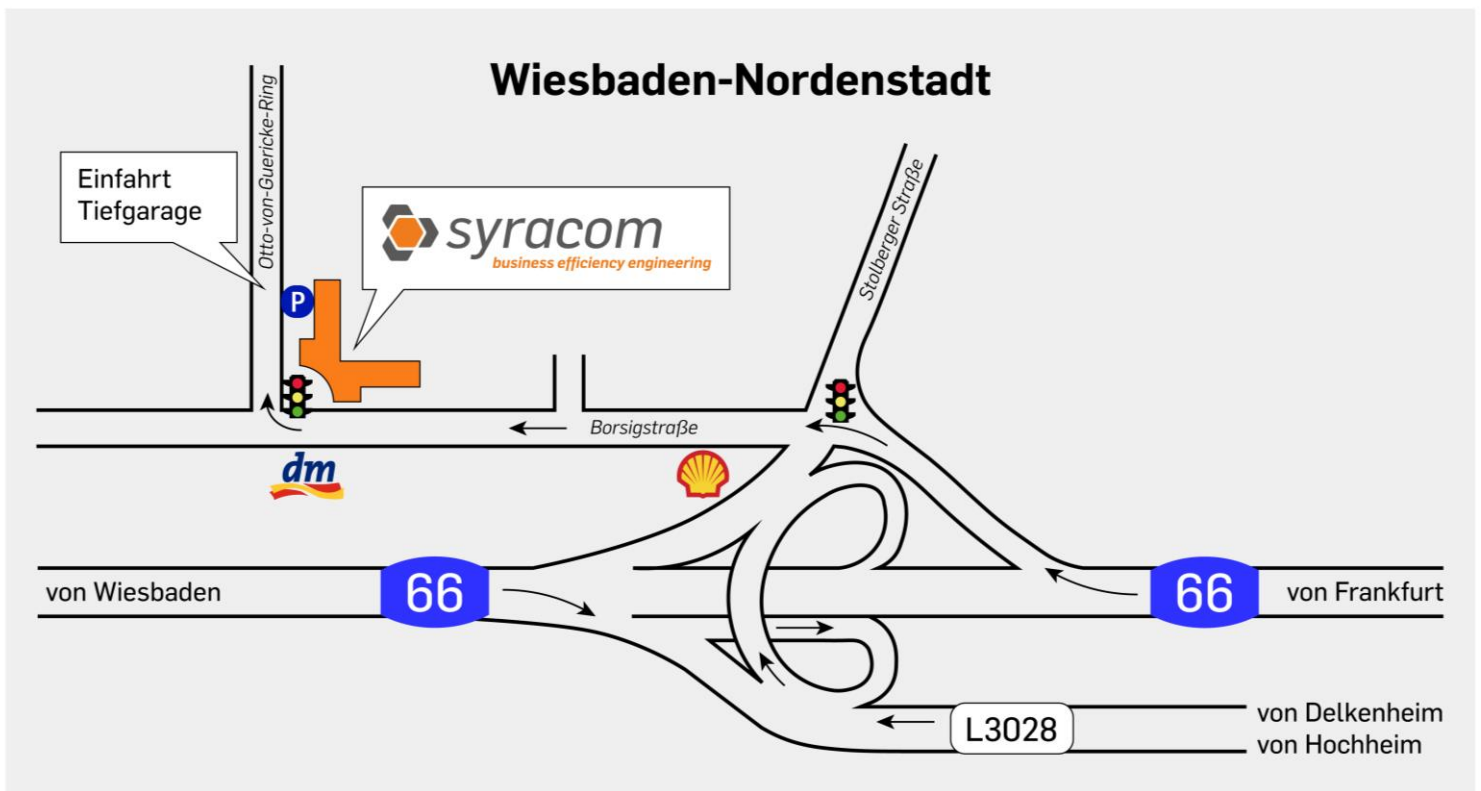 Wiesbaden-Nordenstadt
Otto-von-Guericke-Ring
Einfahrt
Tiefgarage
syracom
business efficiency engineering
Stolberger Straße
P
Borsigstraße
dm
von Wiesbaden
66
66
von Frankfurt
L3028
von Delkenheim
von Hochheim